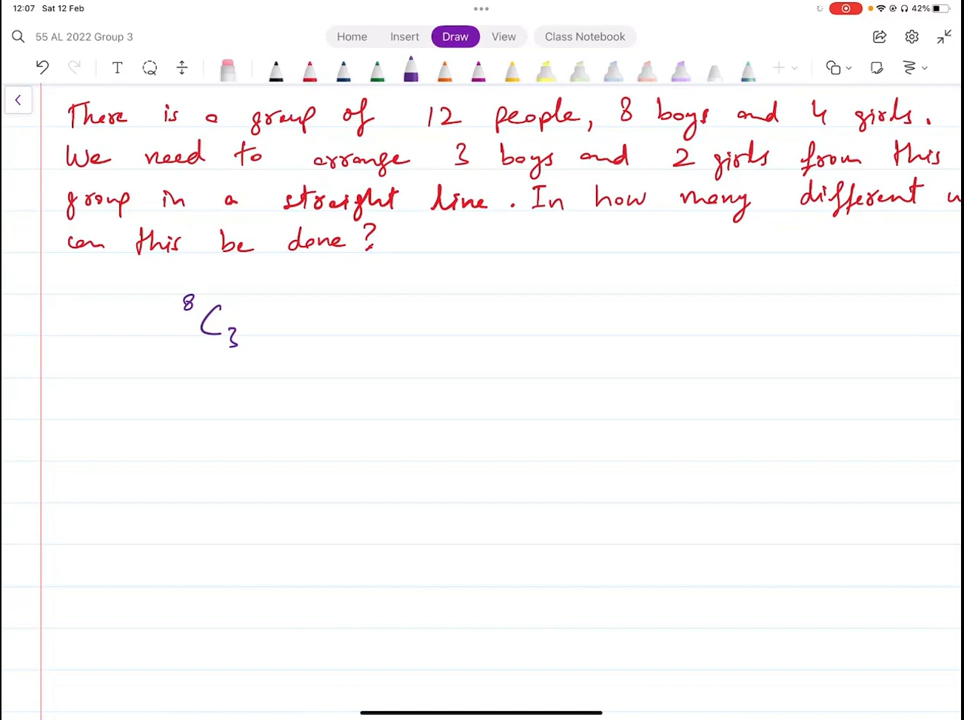 12:07 Sat 12 Feb
42%
55 AL 2022 Group 3
Home Insert Draw View Class Notebook
There is a group of 12 people, 8 boys and 4 girls.
We need to arrange 3 boys and 2 girls from this
group in a straight line. In how many different
can this be done?
⁸C₃